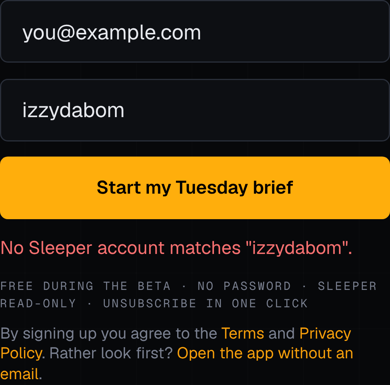 you@example.com
izzydabom
Start my Tuesday brief
No Sleeper account matches "izzydabom".
FREE DURING THE BETA · NO PASSWORD · SLEEPER
READ-ONLY · UNSUBSCRIBE IN ONE CLICK
By signing up you agree to the Terms and Privacy
Policy. Rather look first? Open the app without an
email.